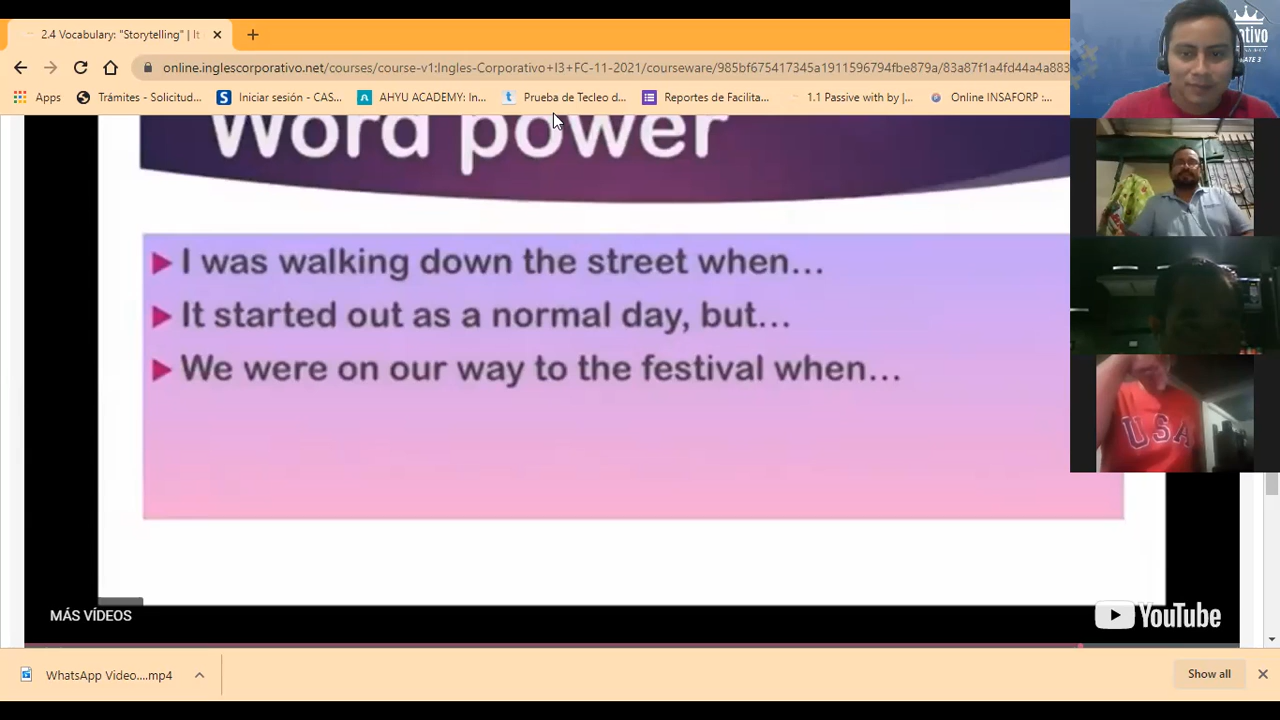 2.4 Vocabulary: "Storytelling" | It
online.inglescorporativo.net/courses/course-v1:Ingles-Corporativo+I3+FC-11-2021/courseware/985bf675417345a1911596794fbe879a/83a87f1a4fd44a4a883
Apps Trámites - Solicitud... Iniciar sesión - CAS... AHYU ACADEMY: In... Prueba de Tecleo d... Reportes de Facilita... 1.1 Passive with by |... Online INSAFORP :...
Word power
I was walking down the street when...
It started out as a normal day, but...
We were on our way to the festival when...
USA
MÁS VÍDEOS
YouTube
WhatsApp Video....mp4
Show all